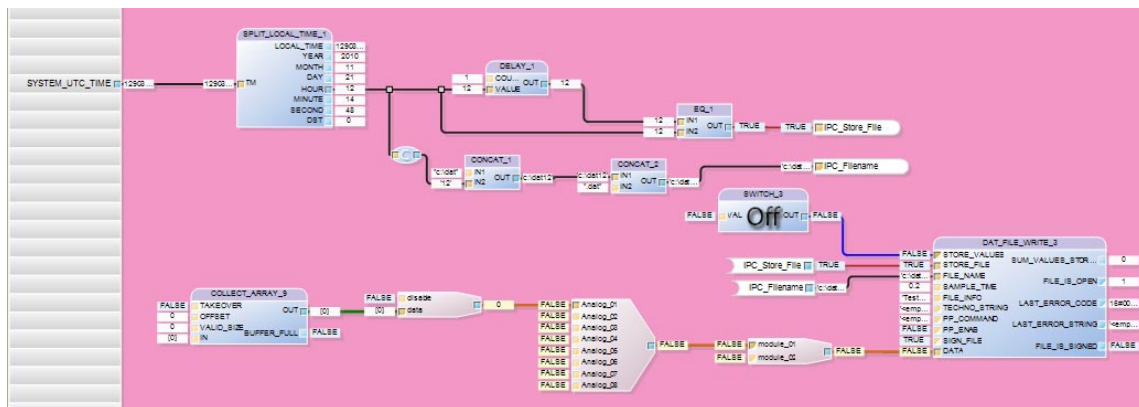 SPLIT_LOCAL_TIME_1
LOCAL_TIME 12903...
YEAR 2010
MONTH 11
DAY 21
HOUR 12
MINUTE 14
SECOND 48
DST 0
SYSTEM_UTC_TIME 12903... 12903... TM
DELAY_1
1 COU... OUT 12
12 VALUE
EQ_1
12 IN1 OUT TRUE TRUE IPC_Store_File
12 IN2
CONCAT_1
"c:\dat" IN1 OUT 'c:\dat12'
'12' IN2
CONCAT_2
'c:\dat12' IN1 OUT 'c:\dat... 'c:\dat... IPC_Filename
".dat" IN2
SWITCH_3
FALSE VAL Off OUT FALSE
IPC_Store_File TRUE
IPC_Filename 'c:\dat...
DAT_FILE_WRITE_3
FALSE STORE_VALUES SUM_VALUES_STOR... 0
TRUE STORE_FILE
'c:\dat... FILE_NAME FILE_IS_OPEN 1
0.2 SAMPLE_TIME
"Test... FILE_INFO LAST_ERROR_CODE 16#00...
"<emp... TECHNO_STRING
"<emp... PP_COMMAND LAST_ERROR_STRING "<emp...
FALSE PP_ENAB
TRUE SIGN_FILE FILE_IS_SIGNED FALSE
FALSE DATA
COLLECT_ARRAY_9
FALSE TAKEOVER OUT [0]
0 OFFSET
0 VALID_SIZE BUFFER_FULL FALSE
[0] IN
FALSE disable 0
[0] data
FALSE Analog_01
FALSE Analog_02
FALSE Analog_03
FALSE Analog_04
FALSE Analog_05
FALSE Analog_06
FALSE Analog_07
FALSE Analog_08
FALSE
FALSE module_01
FALSE module_02
FALSE